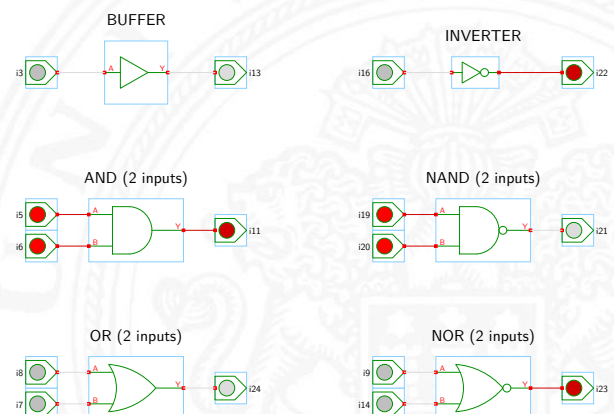 BUFFER
INVERTER
i3 A Y i13
i16 i22
AND (2 inputs)
NAND (2 inputs)
i5 A Y i11
i6 B
i19 A Y i21
i20 B
OR (2 inputs)
NOR (2 inputs)
i8 A Y i24
i7 B
i9 A Y i23
i14 B